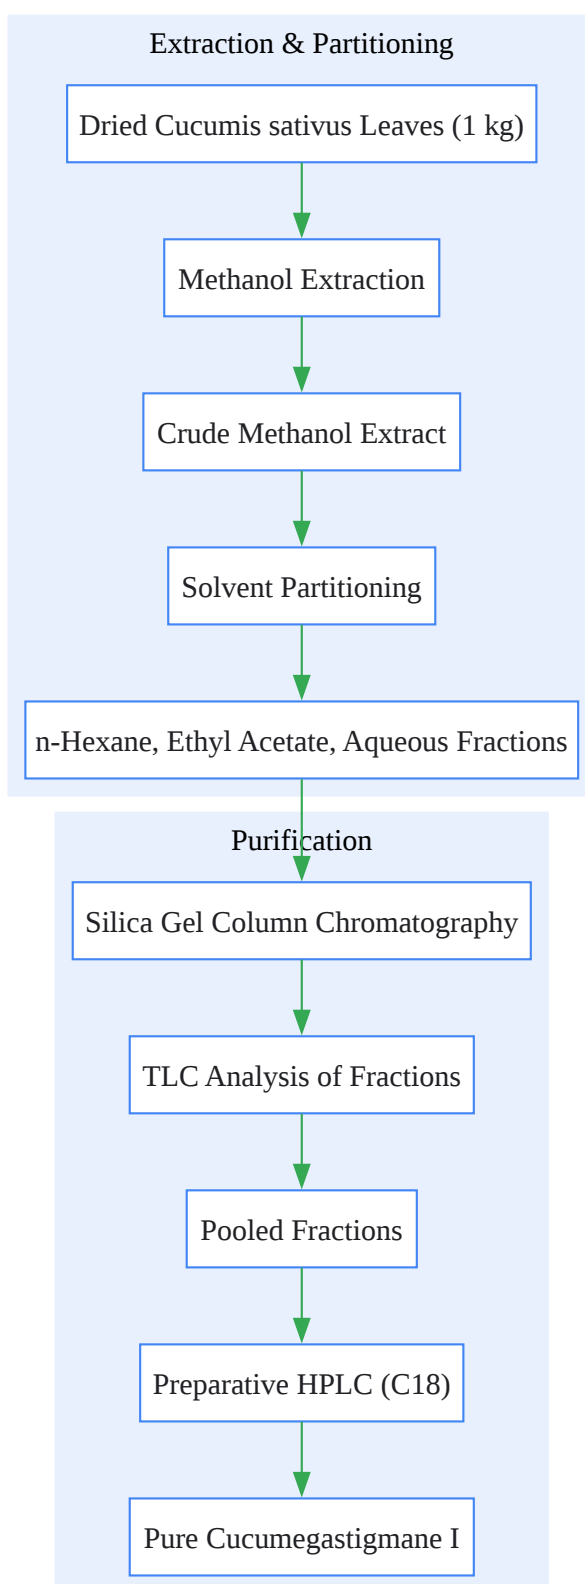 Extraction & Partitioning
Dried Cucumis sativus Leaves (1 kg)
Methanol Extraction
Crude Methanol Extract
Solvent Partitioning
n-Hexane, Ethyl Acetate, Aqueous Fractions
Purification
Silica Gel Column Chromatography
TLC Analysis of Fractions
Pooled Fractions
Preparative HPLC (C18)
Pure Cucumegastigmane I